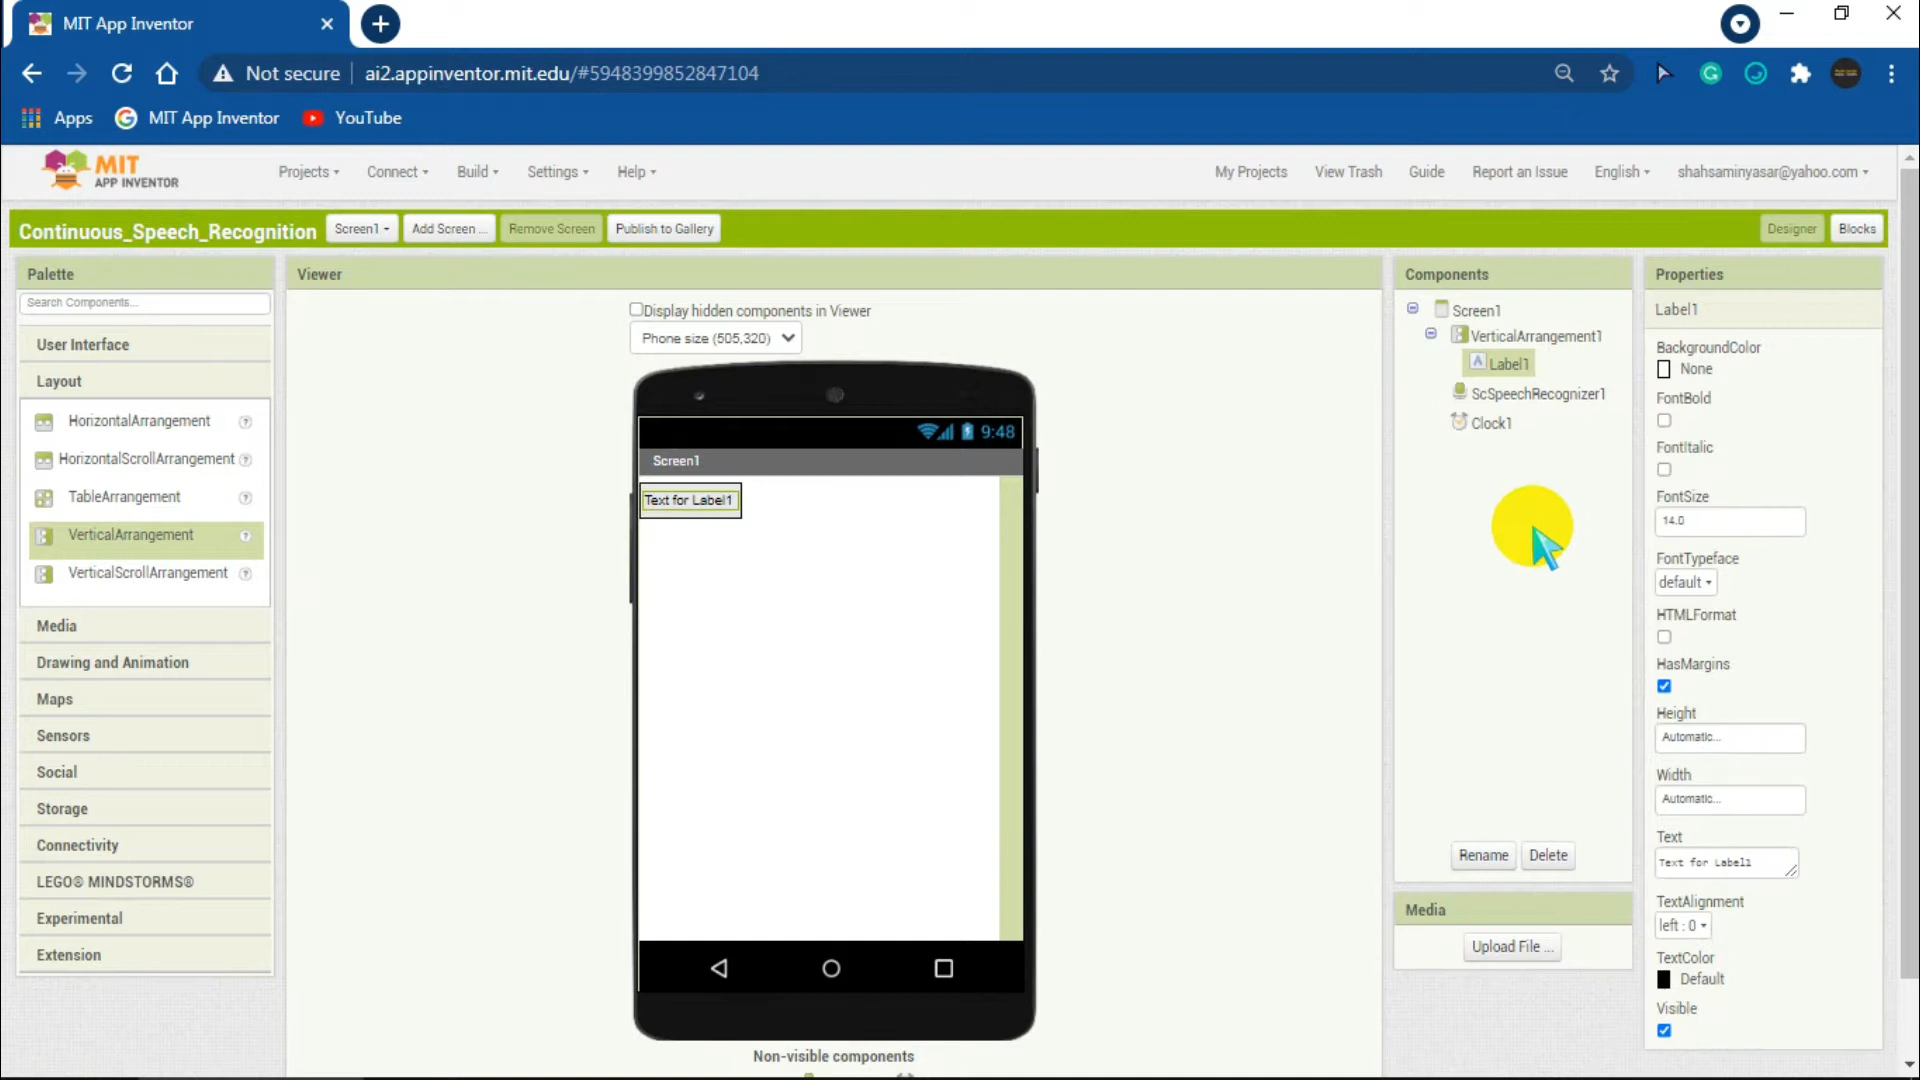 MIT App Inventor
Not secure
ai2.appinventor.mit.edu/#5948399852847104
Apps
MIT App Inventor
YouTube
MIT
APP INVENTOR
Projects
Connect
Build
Settings
Help
My Projects
View Trash
Guide
Report an Issue
English
shahsaminyasar@yahoo.com
Continuous_Speech_Recognition
Screen1
Add Screen ...
Remove Screen
Publish to Gallery
Designer
Blocks
Palette
Search Components...
User Interface
Layout
HorizontalArrangement
HorizontalScrollArrangement
TableArrangement
VerticalArrangement
VerticalScrollArrangement
Media
Drawing and Animation
Maps
Sensors
Social
Storage
Connectivity
LEGO® MINDSTORMS®
Experimental
Extension
Viewer
Display hidden components in Viewer
Phone size (505,320)
9:48
Screen1
Text for Label1
Non-visible components
Components
Screen1
VerticalArrangement1
Label1
ScSpeechRecognizer1
Clock1
Rename
Delete
Media
Upload File ...
Properties
Label1
BackgroundColor
None
FontBold
FontItalic
FontSize
14.0
FontTypeface
default
HTMLFormat
HasMargins
Height
Automatic...
Width
Automatic...
Text
Text for Label1
TextAlignment
left : 0
TextColor
Default
Visible